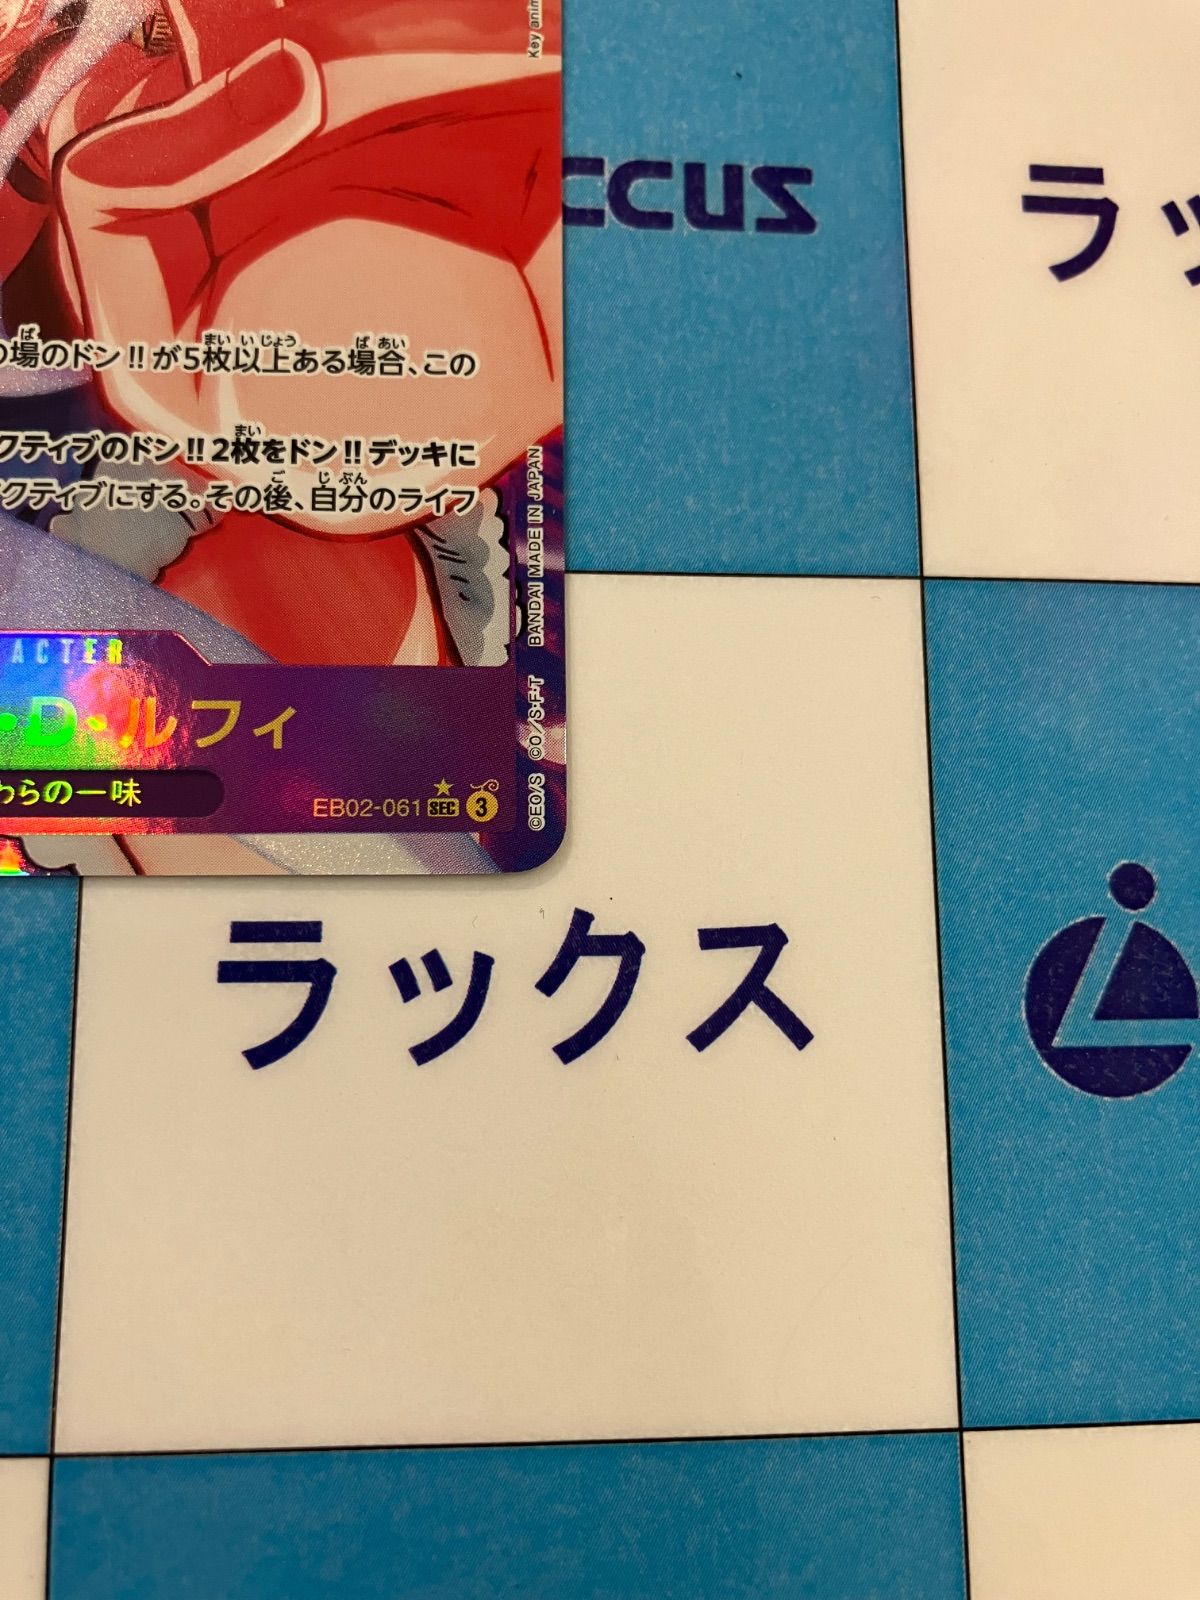 Key anim
CCUS
ラッ
の場のドン!!が5枚以上ある場合、この
クティブのドン!!2枚をドン!!デッキに
クティブにする。その後、自分のライフ
BANDAI MADE IN JAPAN
©E0/S ©O/S・F・T
ACTER
・D・ルフィ
わらの一味
EB02-061 SEC 3
ラックス